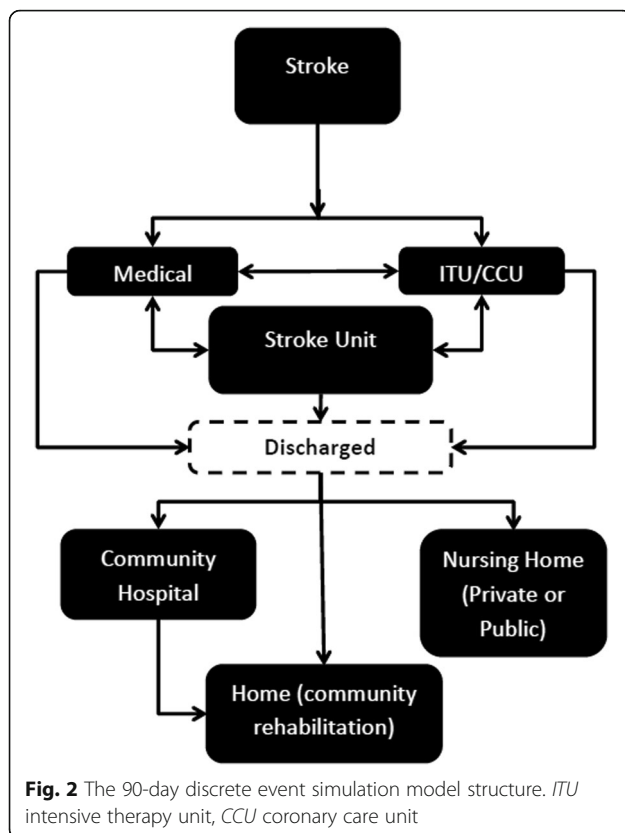 Stroke
Medical
ITU/CCU
Stroke Unit
Discharged
Community
Hospital
Nursing Home
(Private or
Public)
Home (community
rehabilitation)
Fig. 2 The 90-day discrete event simulation model structure. ITU
intensive therapy unit, CCU coronary care unit